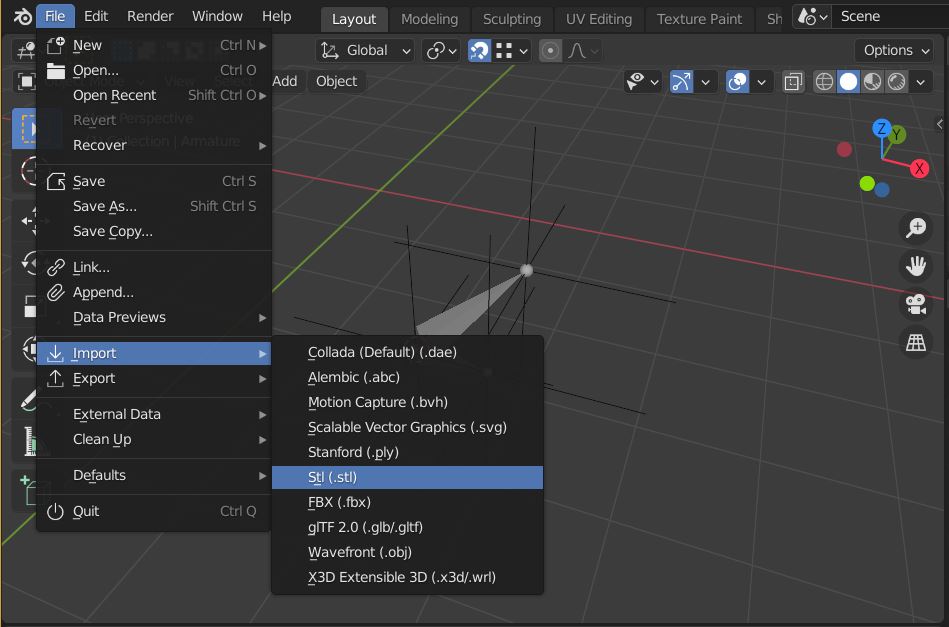 File Edit Render Window Help Layout Modeling Sculpting UV Editing Texture Paint Sh Scene
Global Options
Add Object
New Ctrl N
Open... Ctrl O
Open Recent Shift Ctrl O
Revert
Recover
Save Ctrl S
Save As... Shift Ctrl S
Save Copy...
Link...
Append...
Data Previews
Import
Export
External Data
Clean Up
Defaults
Quit Ctrl Q
Collada (Default) (.dae)
Alembic (.abc)
Motion Capture (.bvh)
Scalable Vector Graphics (.svg)
Stanford (.ply)
Stl (.stl)
FBX (.fbx)
glTF 2.0 (.glb/.gltf)
Wavefront (.obj)
X3D Extensible 3D (.x3d/.wrl)
Perspective
Collection | Armature
View Select
Z Y
X